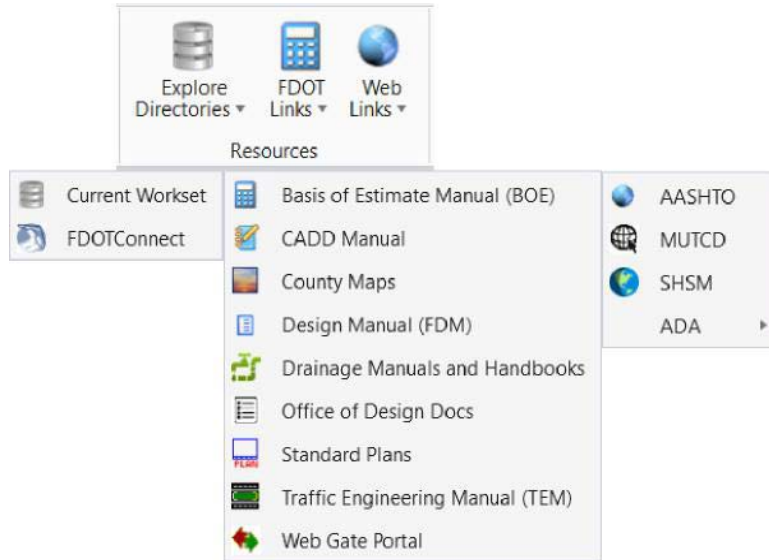 Explore Directories
FDOT Links
Web Links
Resources
Current Workset
FDOTConnect
Basis of Estimate Manual (BOE)
CADD Manual
County Maps
Design Manual (FDM)
Drainage Manuals and Handbooks
Office of Design Docs
PLAN
Standard Plans
Traffic Engineering Manual (TEM)
Web Gate Portal
AASHTO
MUTCD
SHSM
ADA